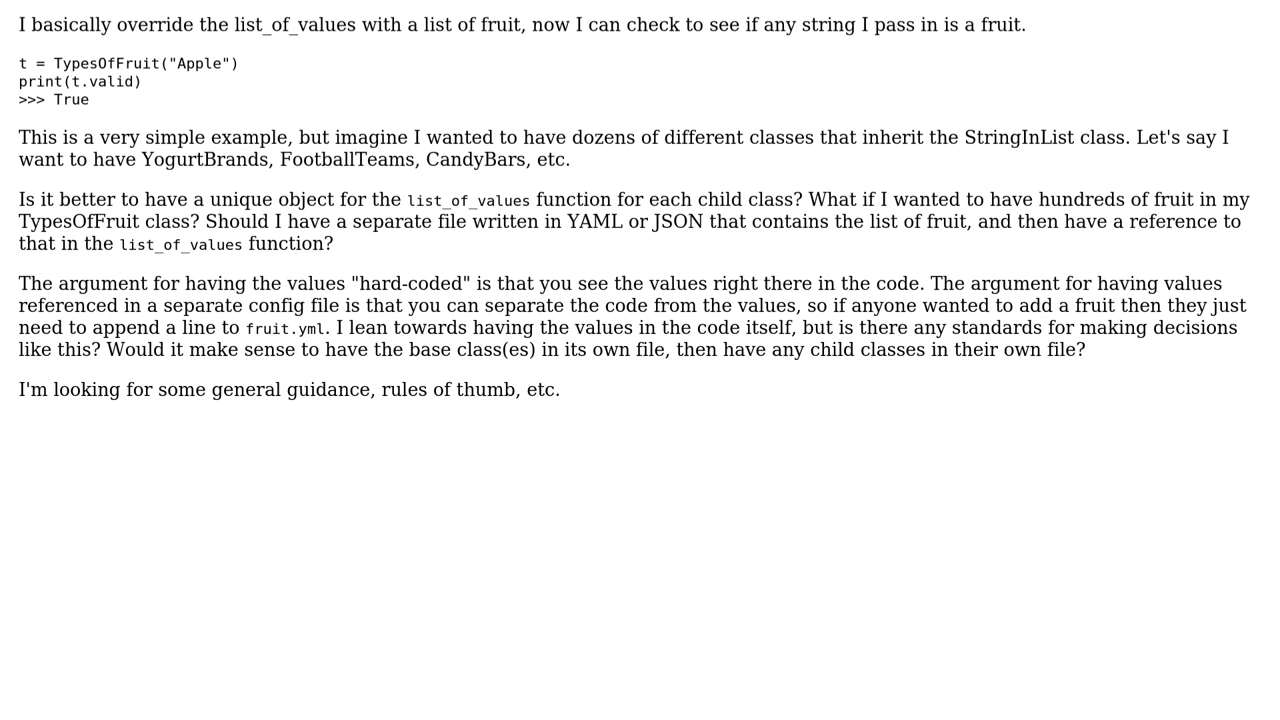 I basically override the list_of_values with a list of fruit, now I can check to see if any string I pass in is a fruit.
t = TypesOfFruit("Apple")
print(t.valid)
>>> True
This is a very simple example, but imagine I wanted to have dozens of different classes that inherit the StringInList class. Let's say I
want to have YogurtBrands, FootballTeams, CandyBars, etc.
Is it better to have a unique object for the list_of_values function for each child class? What if I wanted to have hundreds of fruit in my
TypesOfFruit class? Should I have a separate file written in YAML or JSON that contains the list of fruit, and then have a reference to
that in the list_of_values function?
The argument for having the values "hard-coded" is that you see the values right there in the code. The argument for having values
referenced in a separate config file is that you can separate the code from the values, so if anyone wanted to add a fruit then they just
need to append a line to fruit.yml. I lean towards having the values in the code itself, but is there any standards for making decisions
like this? Would it make sense to have the base class(es) in its own file, then have any child classes in their own file?
I'm looking for some general guidance, rules of thumb, etc.